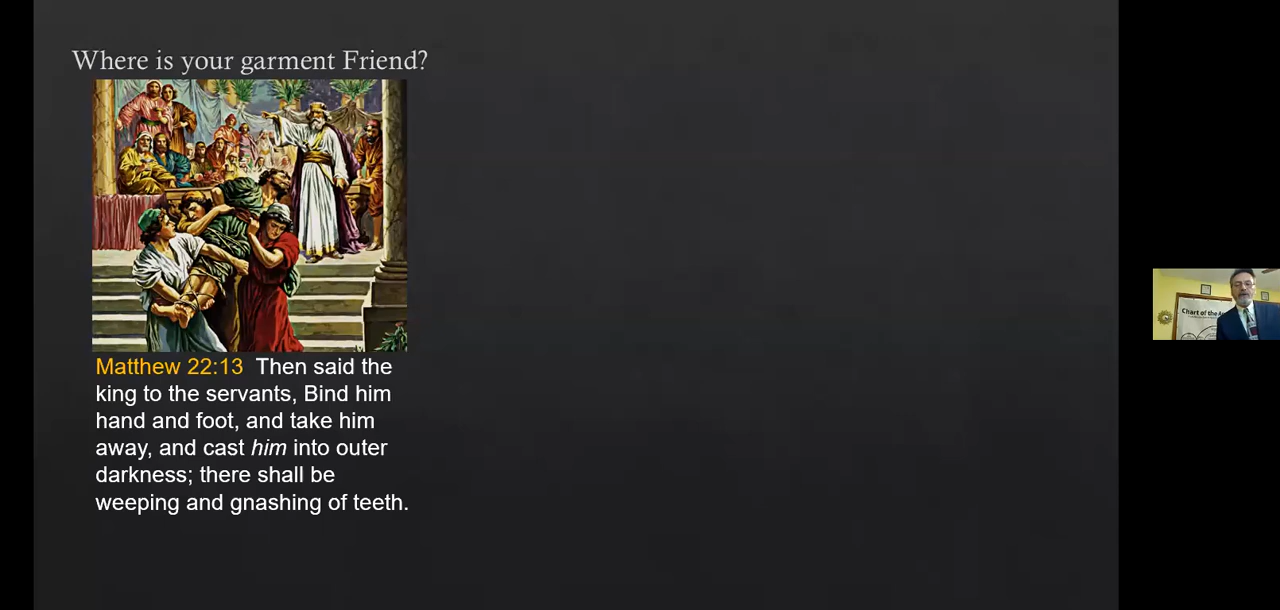 Where is your garment Friend?
Matthew 22:13 Then said the
king to the servants, Bind him
hand and foot, and take him
away, and cast him into outer
darkness; there shall be
weeping and gnashing of teeth.
Chart of the